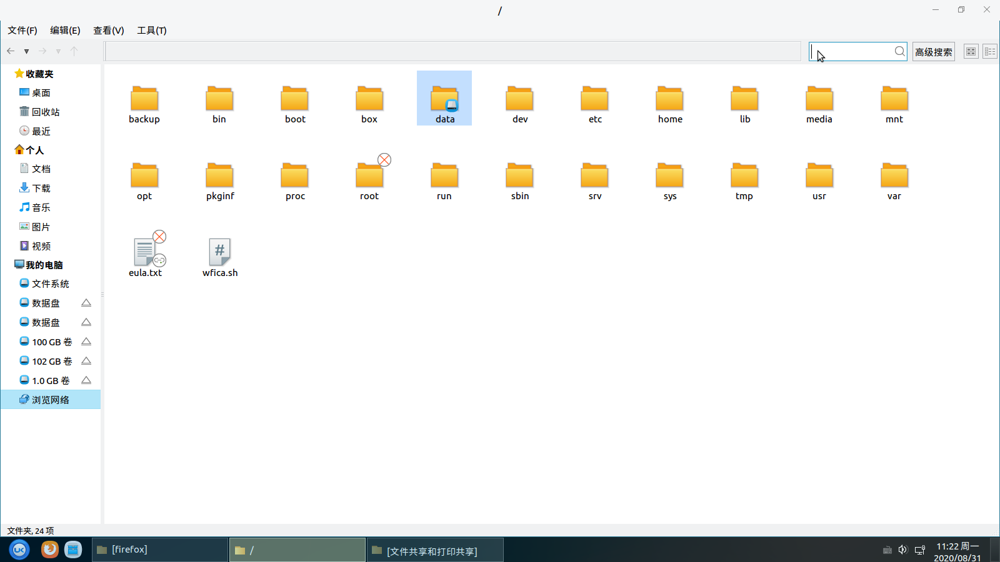 /
文件(F) 编辑(E) 查看(V) 工具(T)
高级搜索
收藏夹
桌面
回收站
最近
个人
文档
下载
音乐
图片
视频
我的电脑
文件系统
数据盘
数据盘
100 GB 卷
102 GB 卷
1.0 GB 卷
浏览网络
backup bin boot box data dev etc home lib media mnt
opt pkginf proc root run sbin srv sys tmp usr var
eula.txt wfica.sh
文件夹, 24 项
UK [firefox] / [文件共享和打印共享] 11:22 周一
2020/08/31